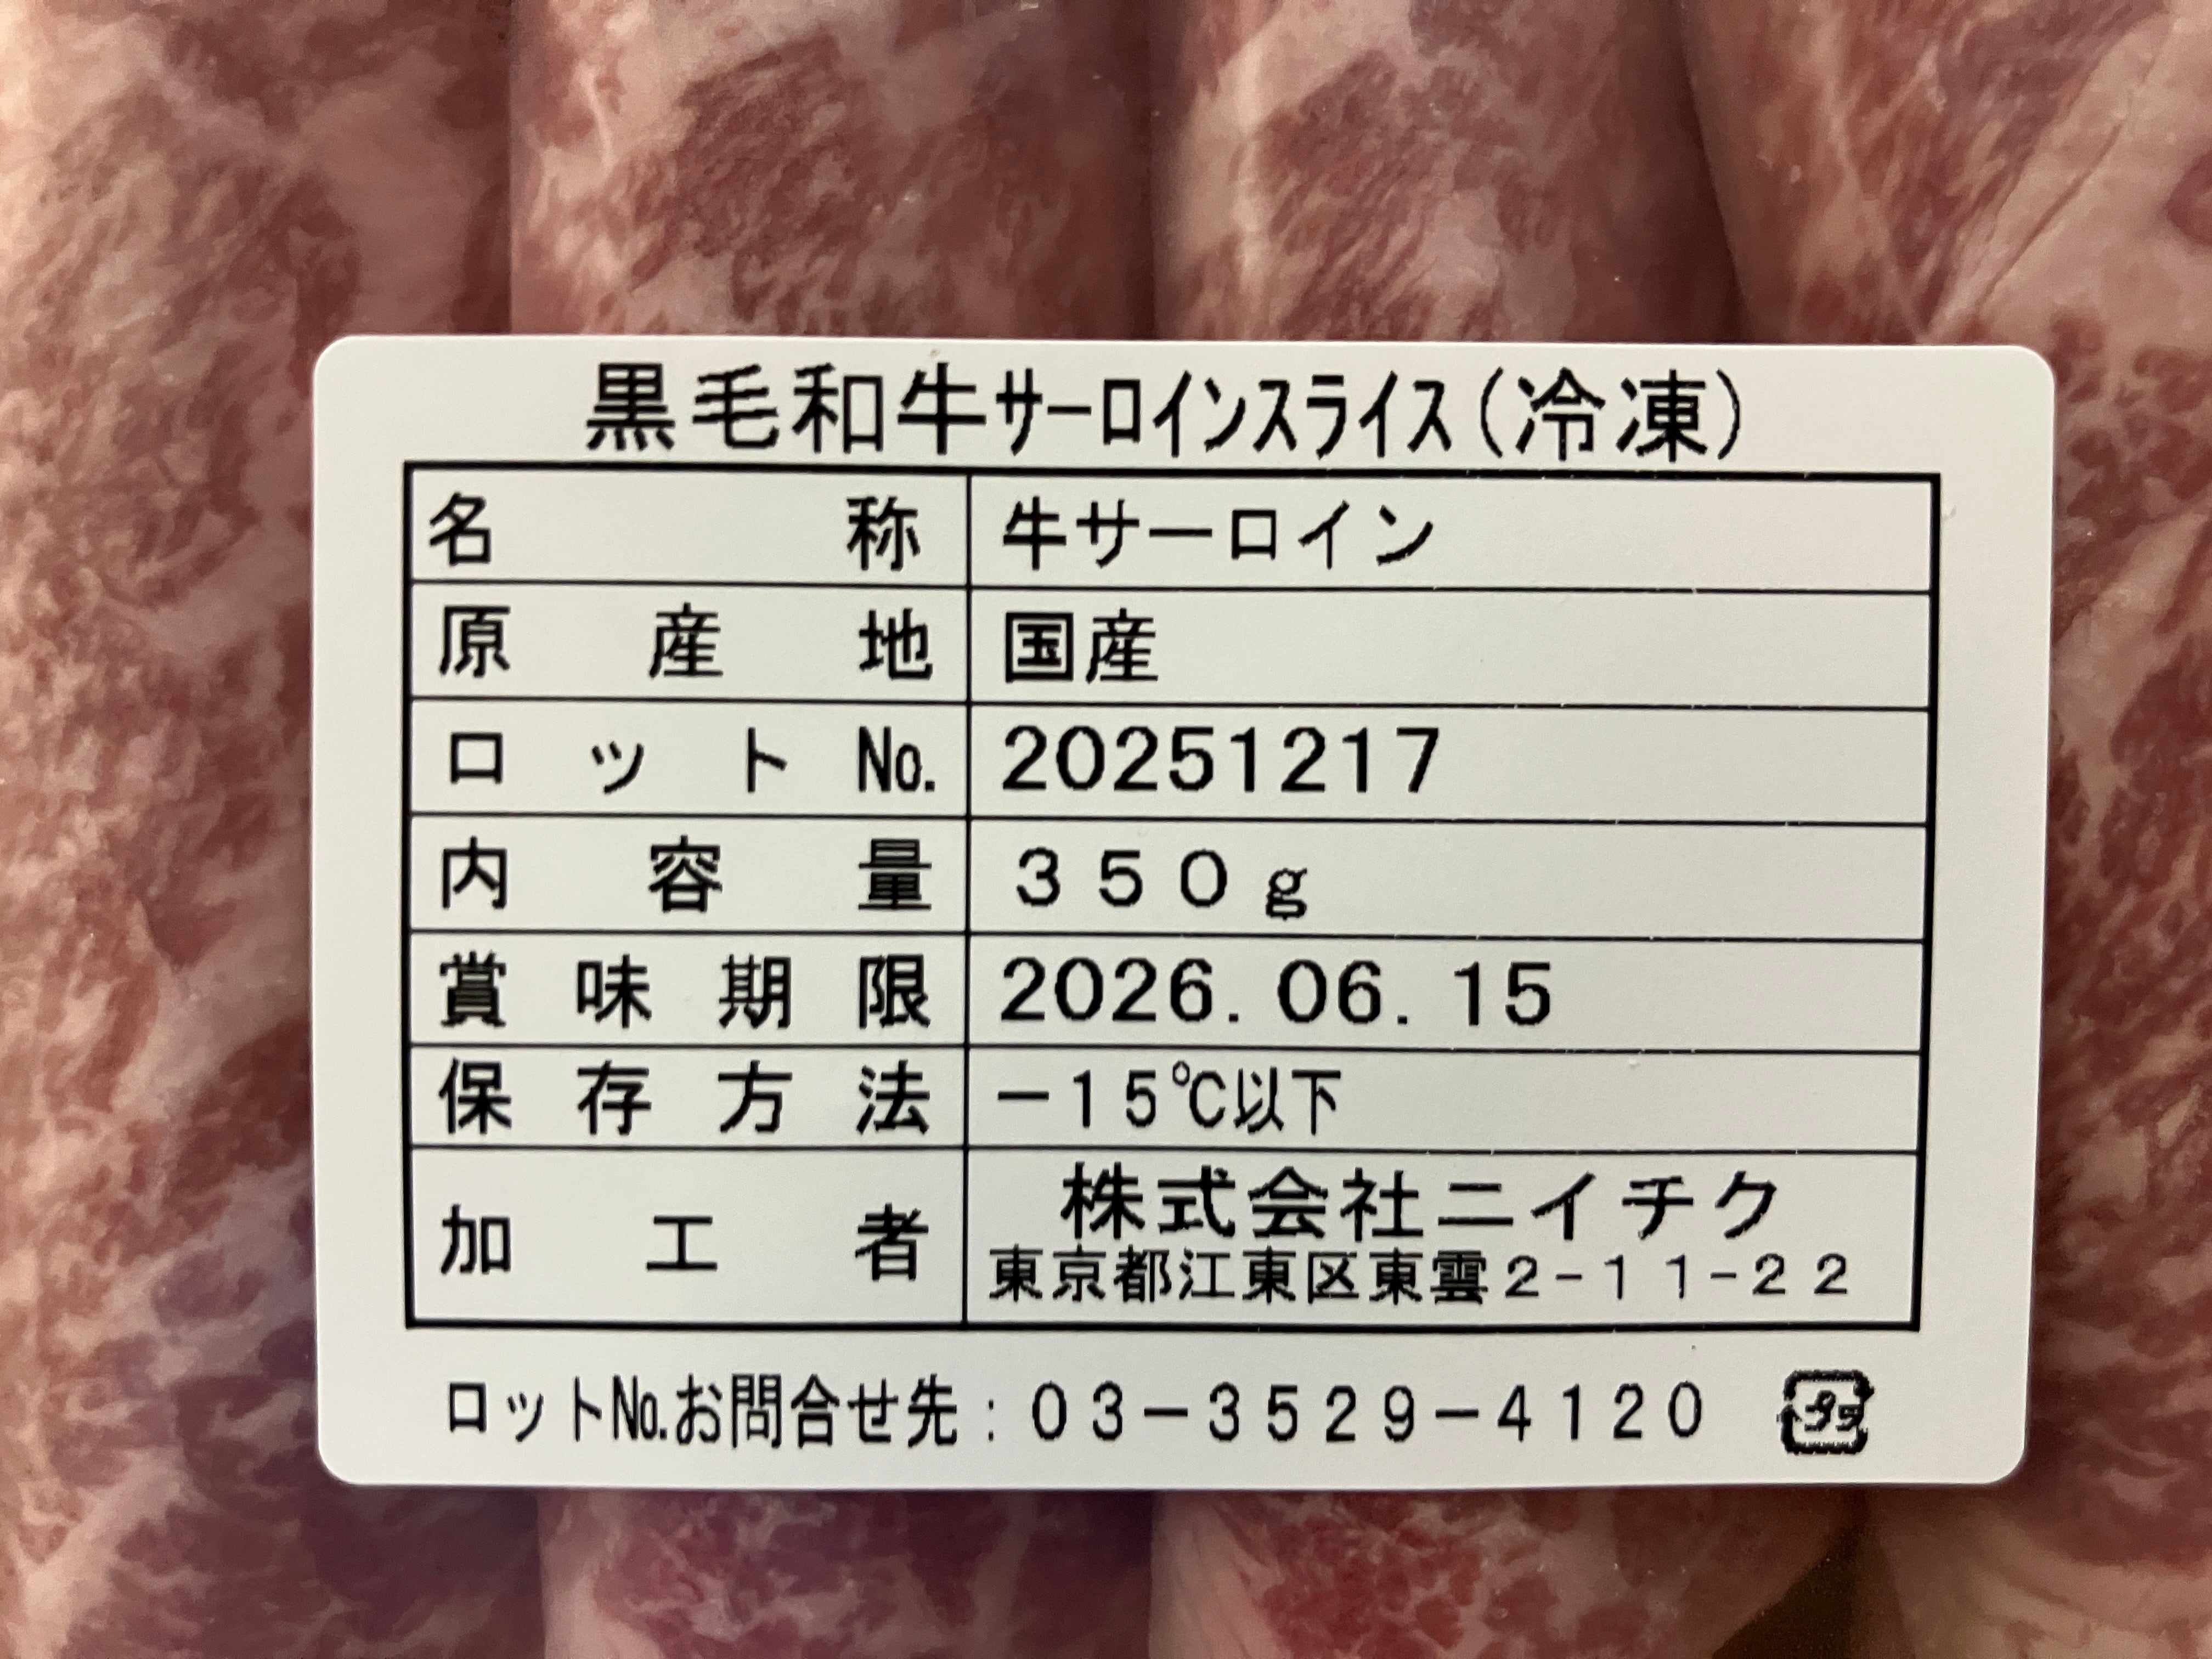 黒毛和牛サーロインスライス(冷凍)
名称 牛サーロイン
原産地 国産
ロットNo. 20251217
内容量 350g
賞味期限 2026.06.15
保存方法 -15℃以下
加工者 株式会社ニイチク
東京都江東区東雲2-11-22
ロットNo.お問合せ先:03-3529-4120
プラ